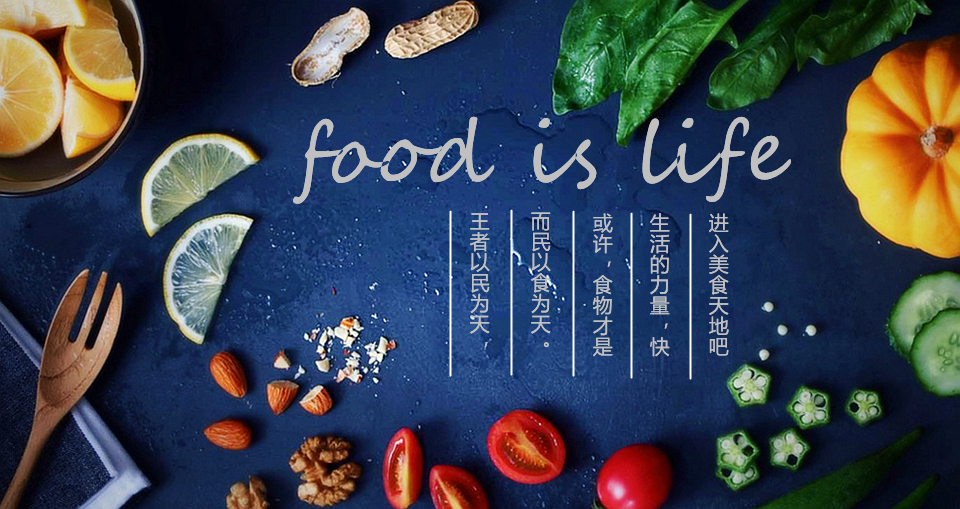 food is life
王者以民为天，
而民以食为天。
或许，食物才是
生活的力量，快
进入美食天地吧